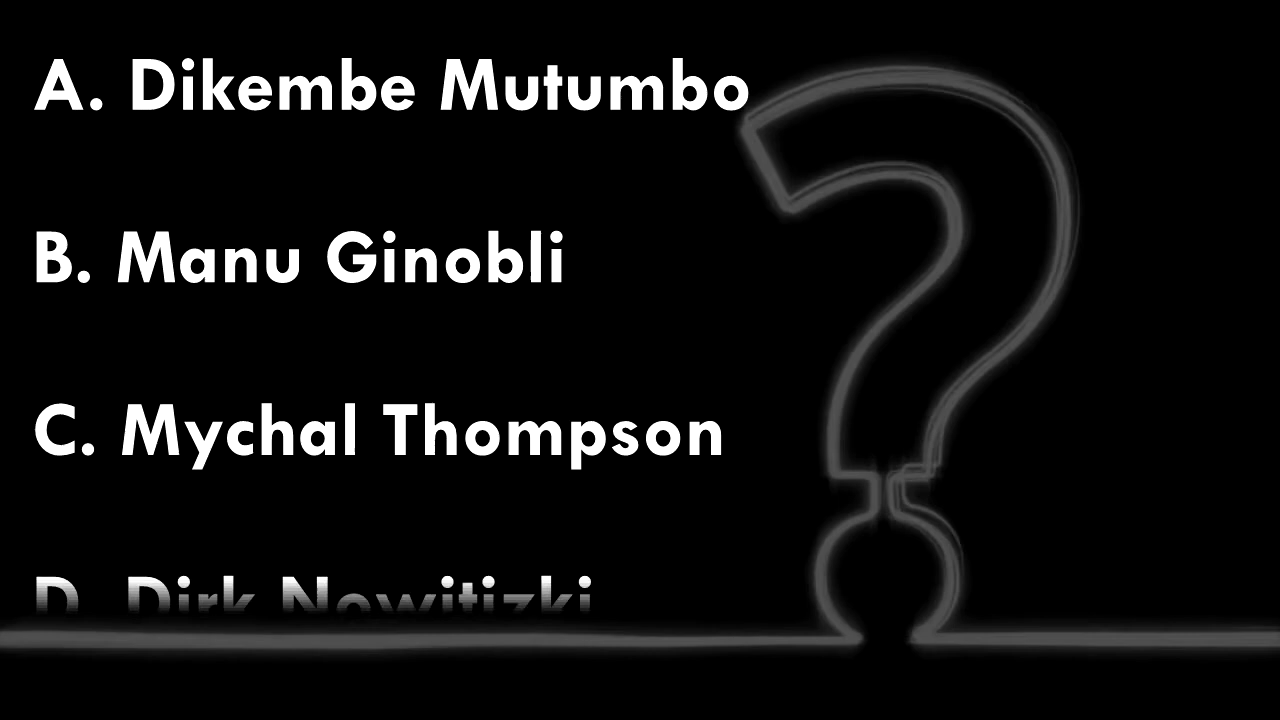 A. Dikembe Mutumbo
B. Manu Ginobli
C. Mychal Thompson
D. Dirk Nowitizki